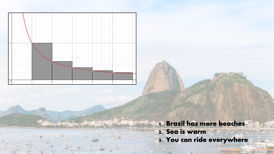 1. Brazil has more beaches
2. Sea is warm
3. You can ride everywhere